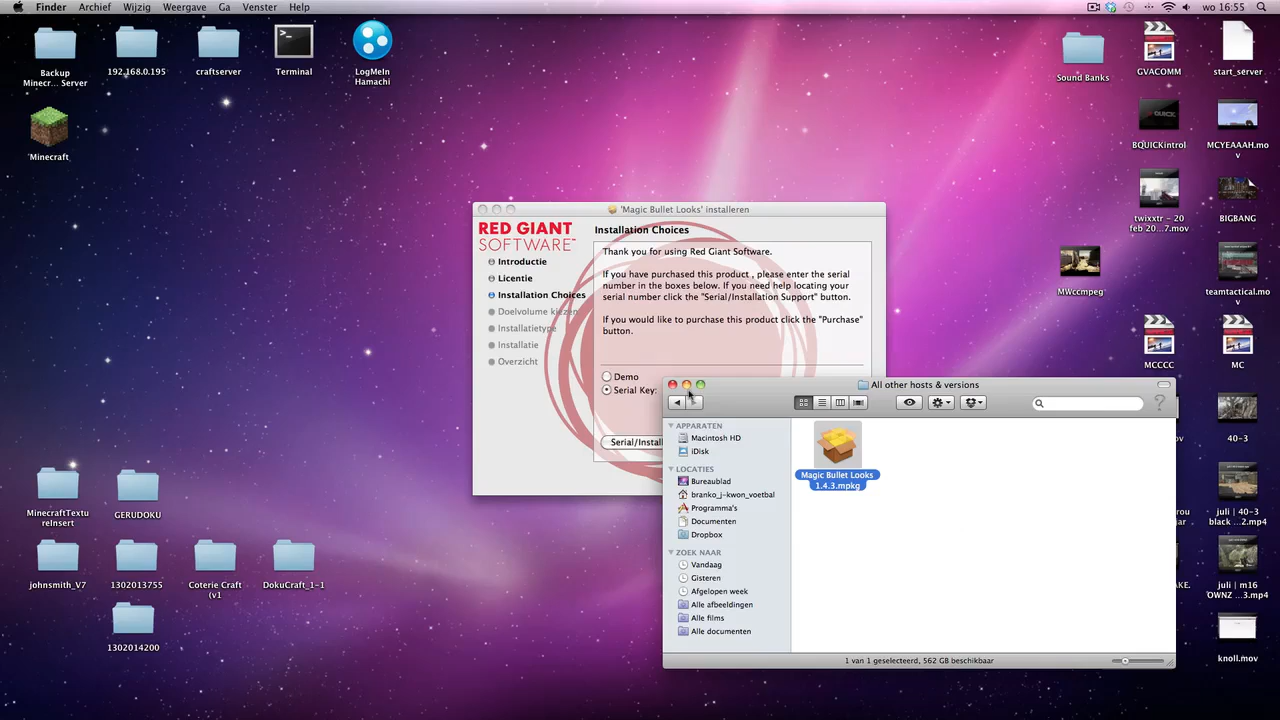 Finder Archief Wijzig Weergave Ga Venster Help
wo 16:55
Backup
Minecr... Server
192.168.0.195
craftserver
Terminal
LogMeIn
Hamachi
Minecraft
Sound Banks
GVACOMM
start_server
BQUICKintro1
MCYEAAAH.mo
v
twixxtr - 20
feb 20...7.mov
BIGBANG
MWccmpeg
teamtactical.mo
v
MCCCC
MC
40-3
juli | 40-3
black ...2.mp4
juli | m16
OWNZ ...3.mp4
knoll.mov
MinecraftTextu
reInsert
GERUDOKU
johnsmith_V7
1302013755
Coterie Craft
(v1
DokuCraft_1-1
1302014200
'Magic Bullet Looks' installeren
RED GIANT
SOFTWARE™
Introductie
Licentie
Installation Choices
Doelvolume kiezen
Installatietype
Installatie
Overzicht
Installation Choices
Thank you for using Red Giant Software.
If you have purchased this product , please enter the serial
number in the boxes below. If you need help locating your
serial number click the "Serial/Installation Support" button.
If you would like to purchase this product click the "Purchase"
button.
Demo
Serial Key:
Serial/Install
All other hosts & versions
APPARATEN
Macintosh HD
iDisk
LOCATIES
Bureaublad
branko_j-kwon_voetbal
Programma's
Documenten
Dropbox
ZOEK NAAR
Vandaag
Gisteren
Afgelopen week
Alle afbeeldingen
Alle films
Alle documenten
Magic Bullet Looks
1.4.3.mpkg
1 van 1 geselecteerd, 562 GB beschikbaar